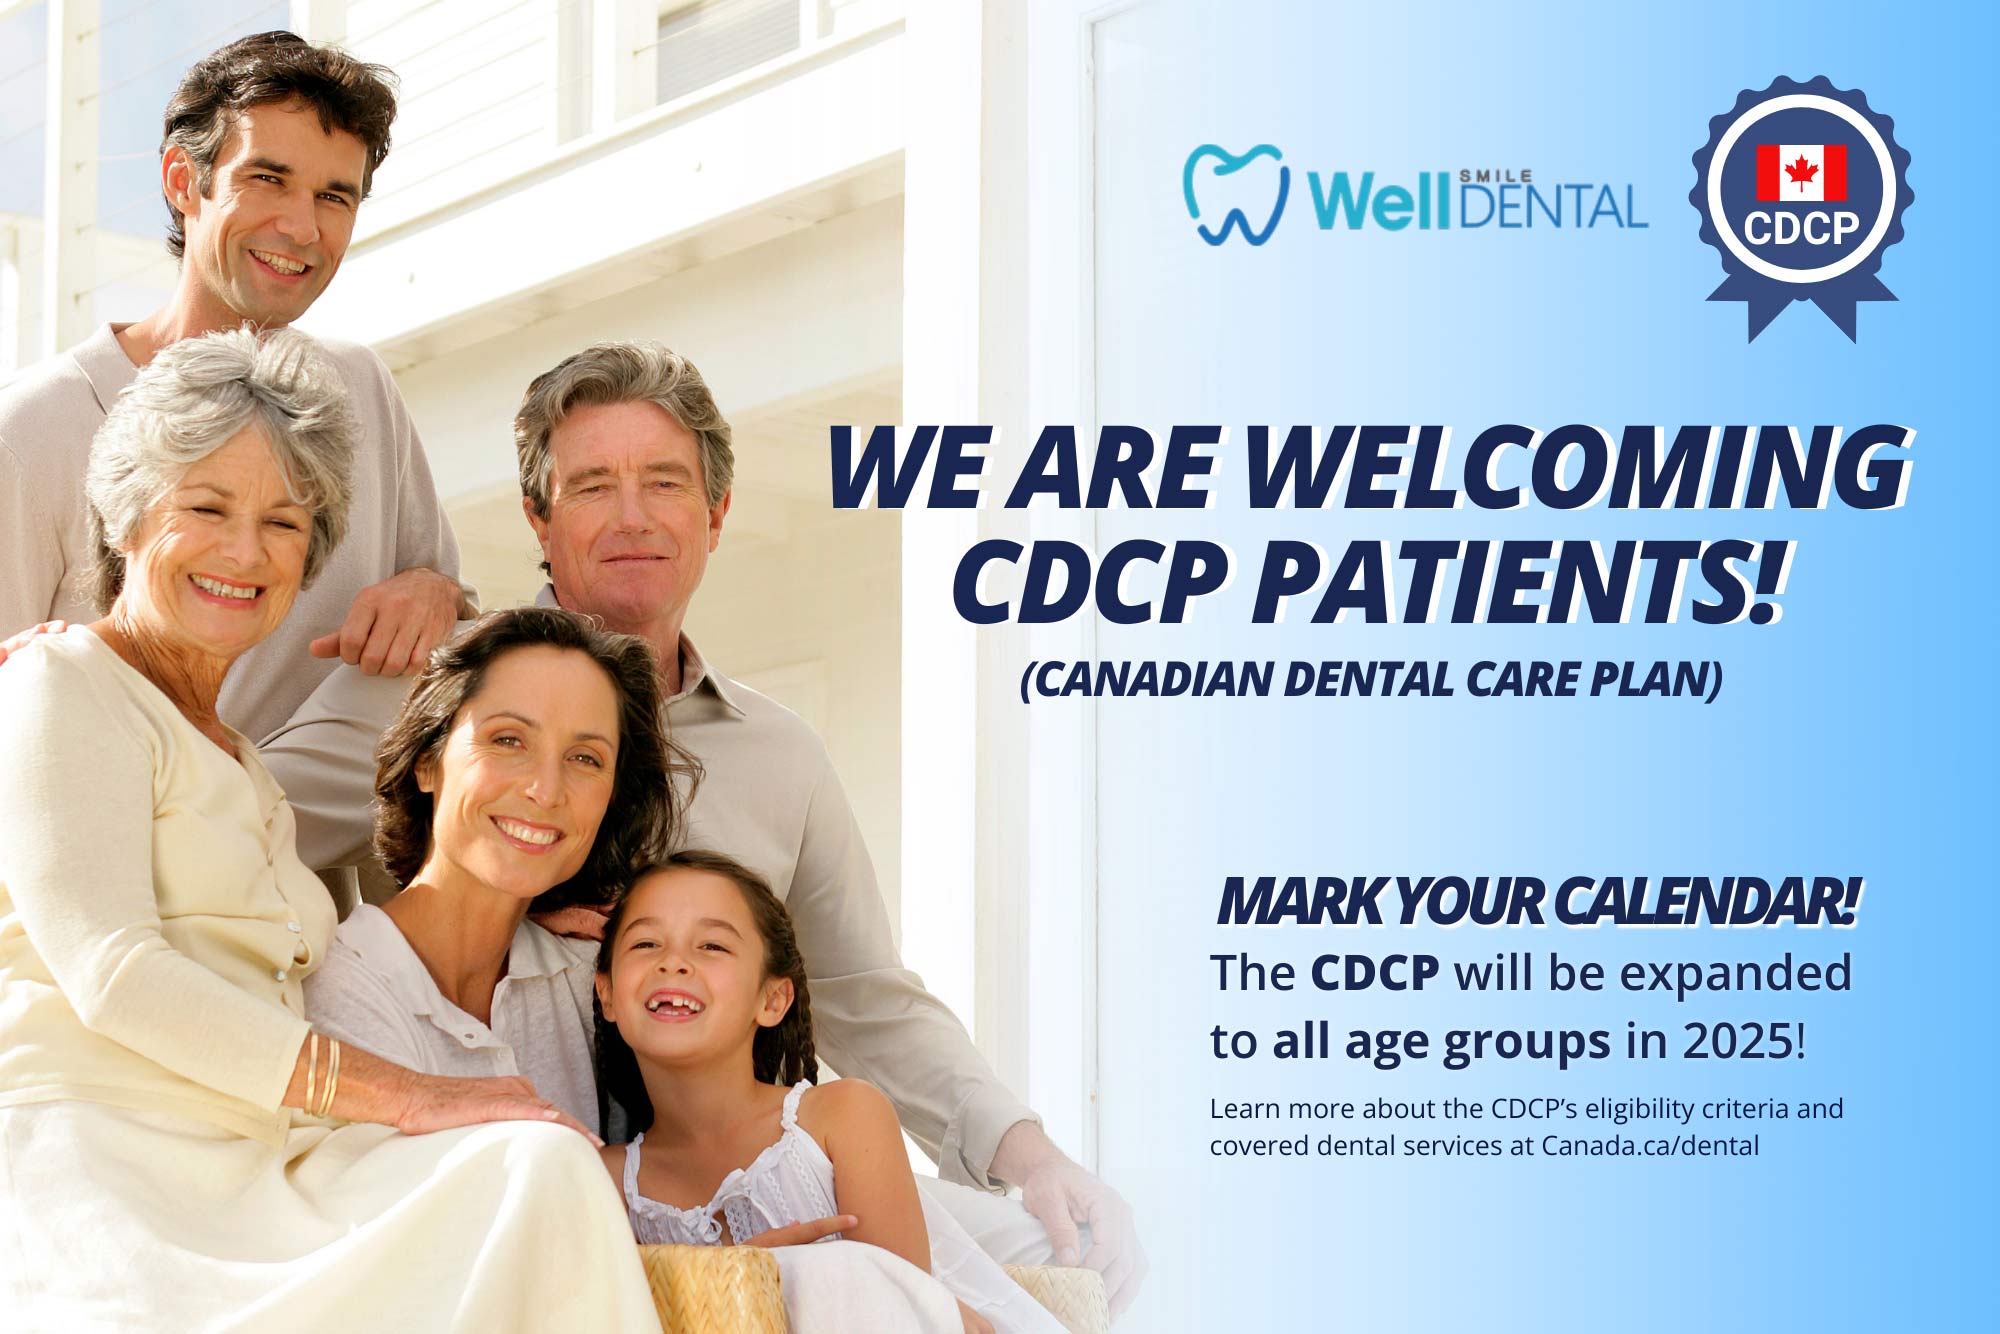 Well SMILE DENTAL
CDCP
WE ARE WELCOMING
CDCP PATIENTS!
(CANADIAN DENTAL CARE PLAN)
MARK YOUR CALENDAR!
The CDCP will be expanded
to all age groups in 2025!
Learn more about the CDCP’s eligibility criteria and
covered dental services at Canada.ca/dental